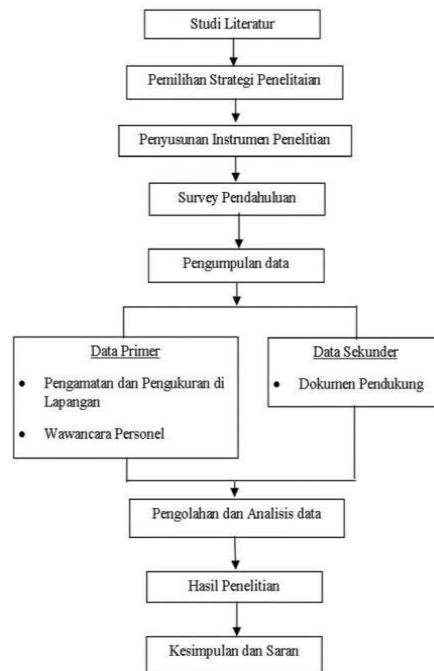 Studi Literatur
Pemilihan Strategi Penelitaian
Penyusunan Instrumen Penelitian
Survey Pendahuluan
Pengumpulan data
Data Primer
• Pengamatan dan Pengukuran di
Lapangan
• Wawancara Personel
Data Sekunder
• Dokumen Pendukung
Pengolahan dan Analisis data
Hasil Penelitian
Kesimpulan dan Saran